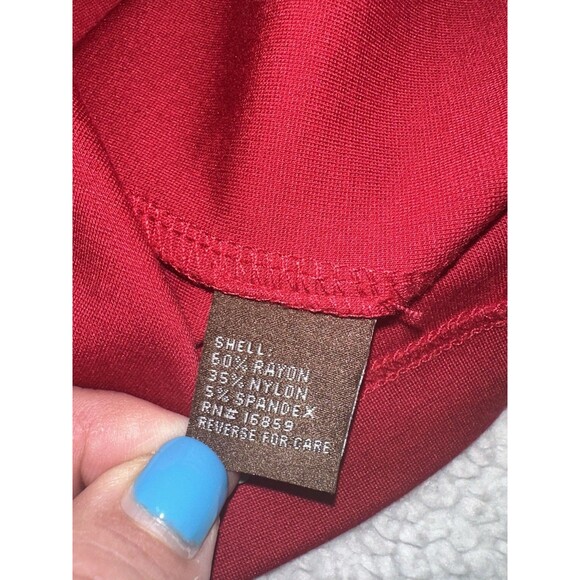 SHELL:
60% RAYON
35% NYLON
5% SPANDEX
RN# 16859
REVERSE FOR CARE